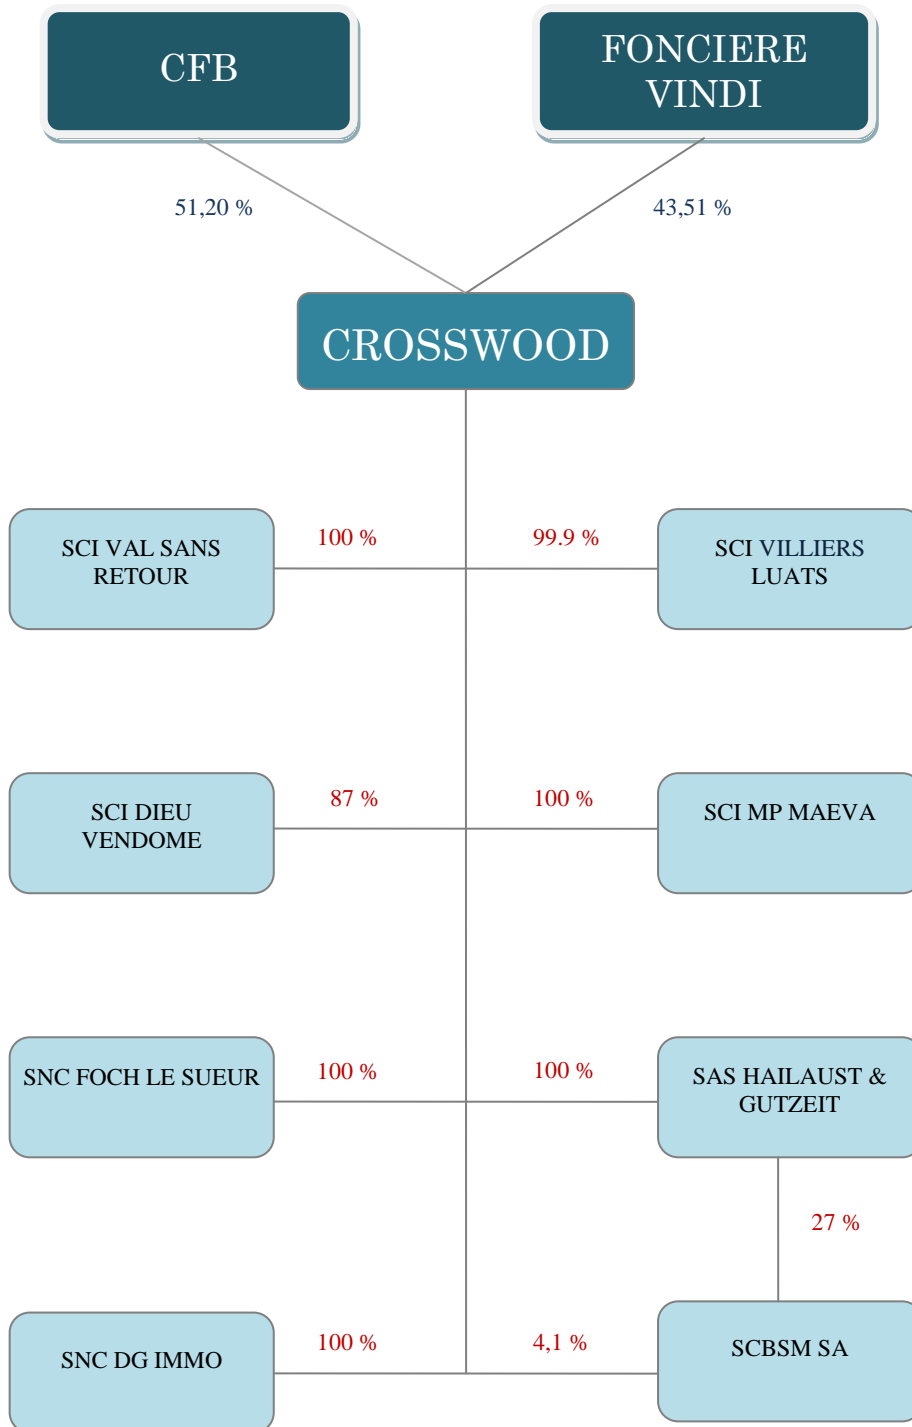 CFB
FONCIERE
VINDI
51,20 %
43,51 %
CROSSWOOD
SCI VAL SANS
RETOUR
100 %
99.9 %
SCI VILLIERS
LUATS
SCI DIEU
VENDOME
87 %
100 %
SCI MP MAEVA
SNC FOCH LE SUEUR
100 %
100 %
SAS HAILAUST &
GUTZEIT
27 %
SNC DG IMMO
100 %
4,1 %
SCBSM SA